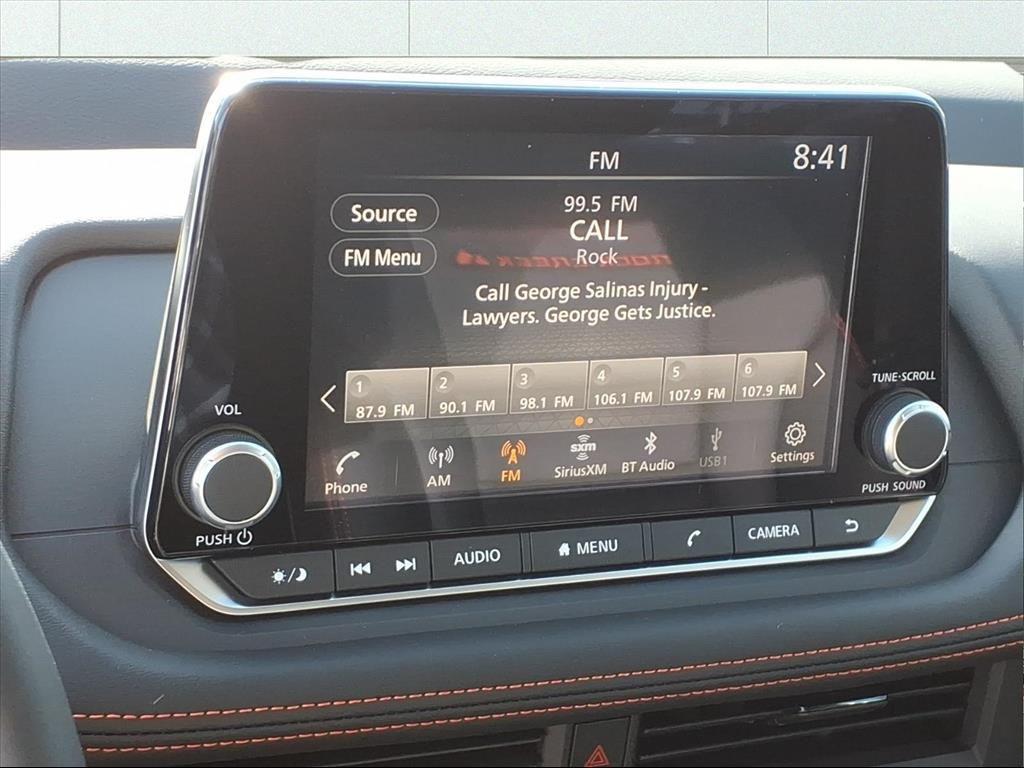 FM
8:41
Source
99.5 FM
CALL
FM Menu
Rock
Call George Salinas Injury -
Lawyers. George Gets Justice.
1
87.9 FM
2
90.1 FM
3
98.1 FM
4
106.1 FM
5
107.9 FM
6
107.9 FM
Phone
AM
FM
sxm
SiriusXM
BT Audio
USB1
Settings
VOL
PUSH
TUNE·SCROLL
PUSH SOUND
AUDIO
MENU
CAMERA